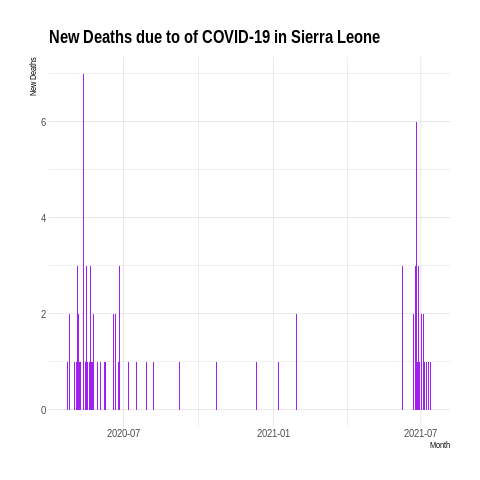 New Deaths due to of COVID-19 in Sierra Leone
New Deaths
6
4
2
0
2020-07
2021-01
2021-07
Month